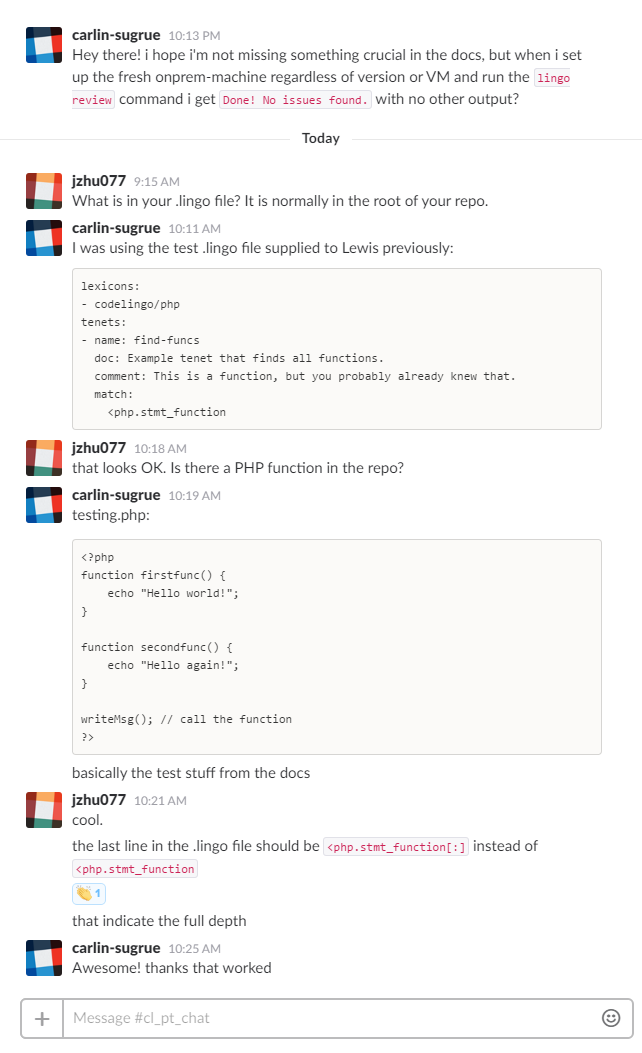 carlin-sugrue 10:13 PM
Hey there! i hope i'm not missing something crucial in the docs, but when i set
up the fresh onprem-machine regardless of version or VM and run the lingo
review command i get Done! No issues found. with no other output?
Today
jzhu077 9:15 AM
What is in your .lingo file? It is normally in the root of your repo.
carlin-sugrue 10:11 AM
I was using the test .lingo file supplied to Lewis previously:
lexicons:
- codelingo/php
tenets:
- name: find-funcs
  doc: Example tenet that finds all functions.
  comment: This is a function, but you probably already knew that.
  match:
    <php.stmt_function
jzhu077 10:18 AM
that looks OK. Is there a PHP function in the repo?
carlin-sugrue 10:19 AM
testing.php:
<?php
function firstfunc() {
    echo "Hello world!";
}
function secondfunc() {
    echo "Hello again!";
}
writeMsg(); // call the function
?>
basically the test stuff from the docs
jzhu077 10:21 AM
cool.
the last line in the .lingo file should be <php.stmt_function[:] instead of
<php.stmt_function
1
that indicate the full depth
carlin-sugrue 10:25 AM
Awesome! thanks that worked
Message #cl_pt_chat